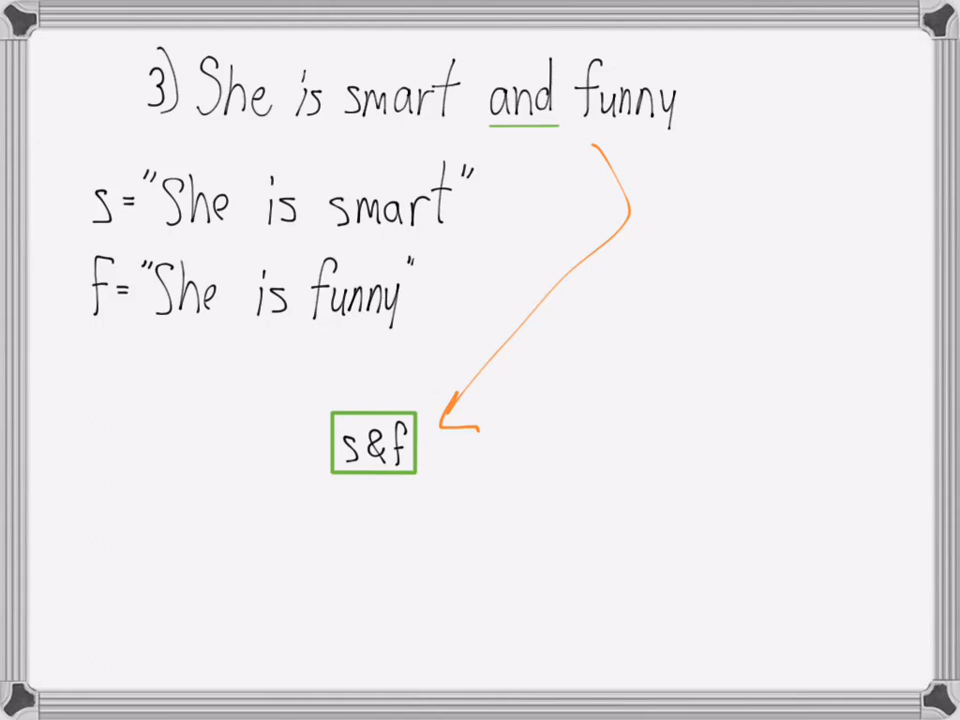 3) She is smart and funny
s = "She is smart"
f = "She is funny"
s & f